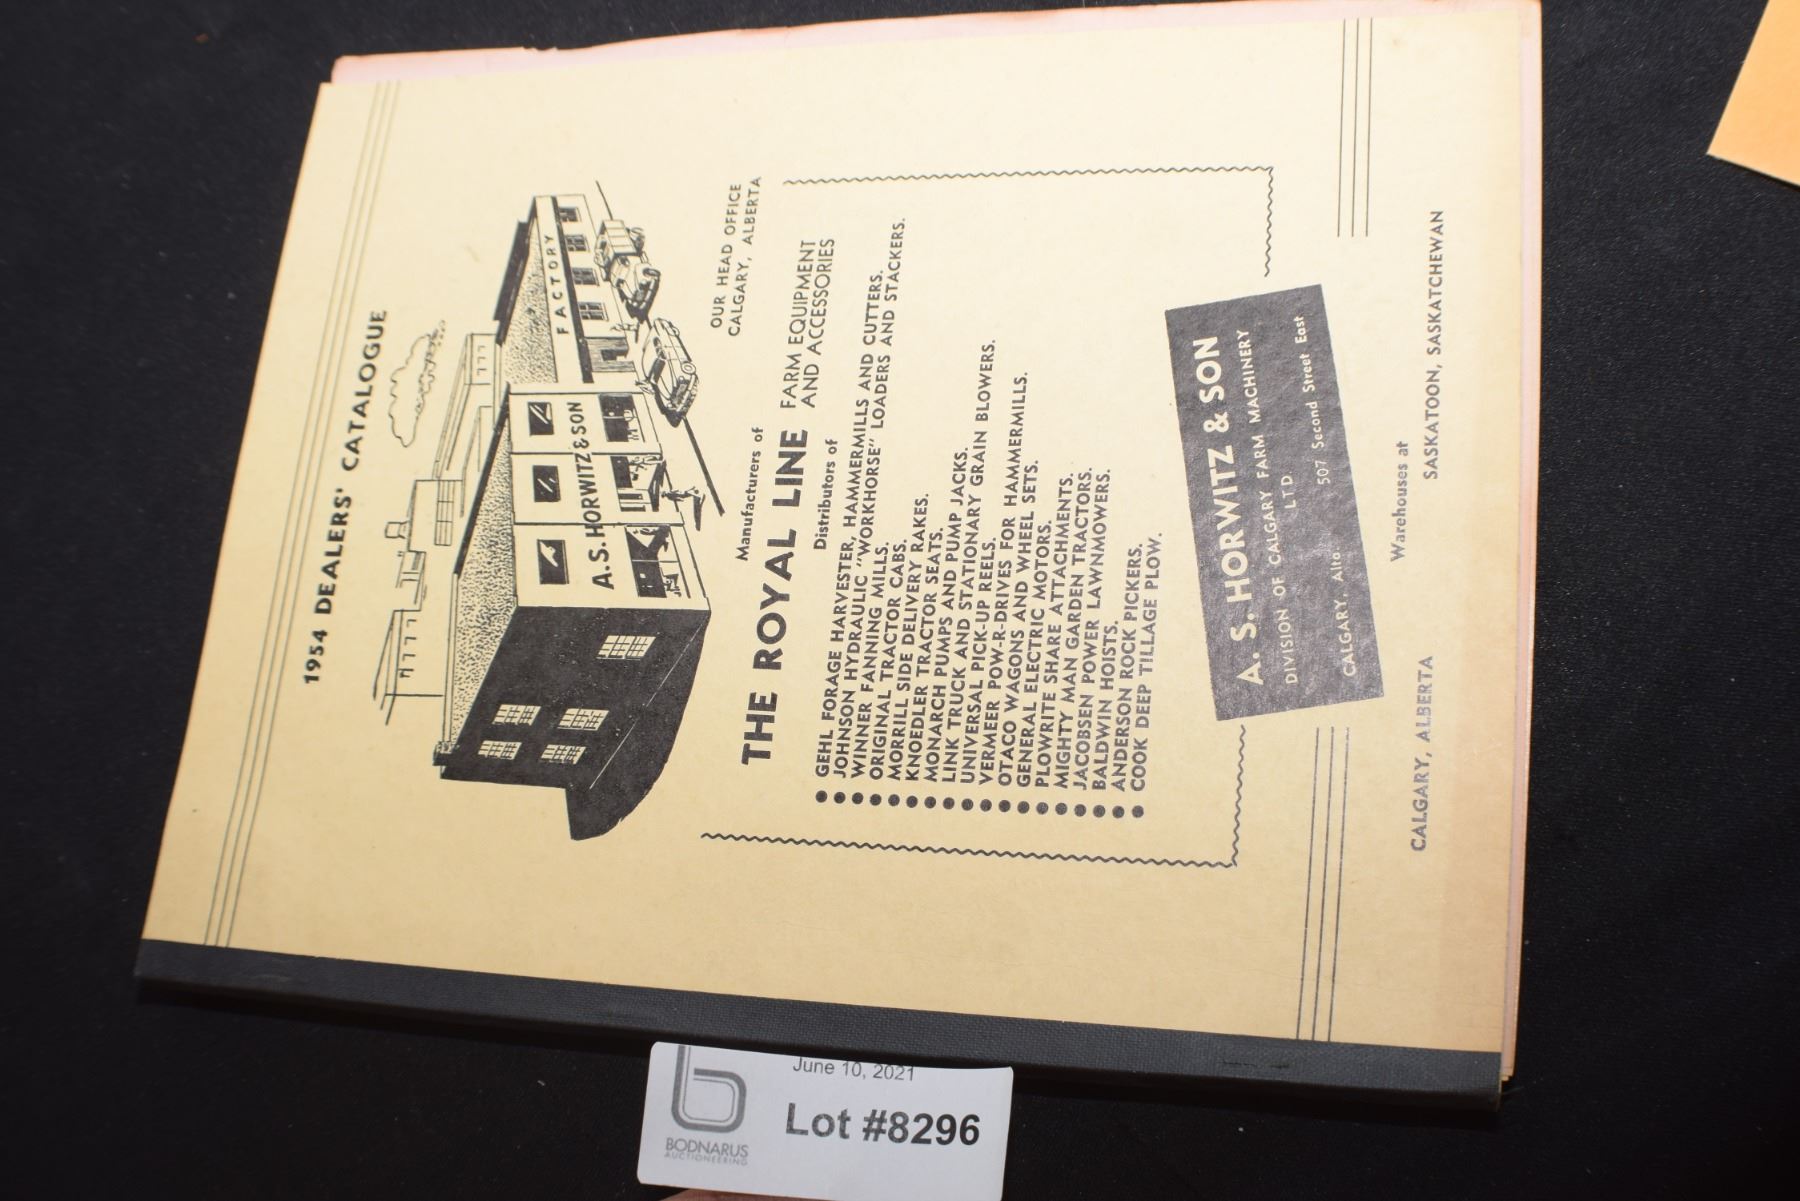 1954 DEALERS' CATALOGUE
FACTORY
A.S.HORWITZ & SON
OUR HEAD OFFICE
CALGARY, ALBERTA
Manufacturers of
THE ROYAL LINE FARM EQUIPMENT
AND ACCESSORIES
Distributors of
● GEHL FORAGE HARVESTER, HAMMERMILLS AND CUTTERS.
● JOHNSON HYDRAULIC "WORKHORSE" LOADERS AND STACKERS.
● WINNER FANNING MILLS.
● ORIGINAL TRACTOR CABS.
● MORRILL SIDE DELIVERY RAKES.
● KNOEDLER TRACTOR SEATS.
● MONARCH PUMPS AND PUMP JACKS.
● LINK TRUCK AND STATIONARY GRAIN BLOWERS.
● UNIVERSAL PICK-UP REELS.
● VERMEER POW-R-DRIVES FOR HAMMERMILLS.
● OTACO WAGONS AND WHEEL SETS.
● GENERAL ELECTRIC MOTORS.
● PLOWRITE SHARE ATTACHMENTS.
● MIGHTY MAN GARDEN TRACTORS.
● JACOBSEN POWER LAWNMOWERS.
● BALDWIN HOISTS.
● ANDERSON ROCK PICKERS.
● COOK DEEP TILLAGE PLOW.
A. S. HORWITZ & SON
DIVISION OF CALGARY FARM MACHINERY
LTD
CALGARY, Alta. 507 Second Street East
Warehouses at
CALGARY, ALBERTA SASKATOON, SASKATCHEWAN
June 10, 2021
Lot #8296
BODNARUS
AUCTIONEERING